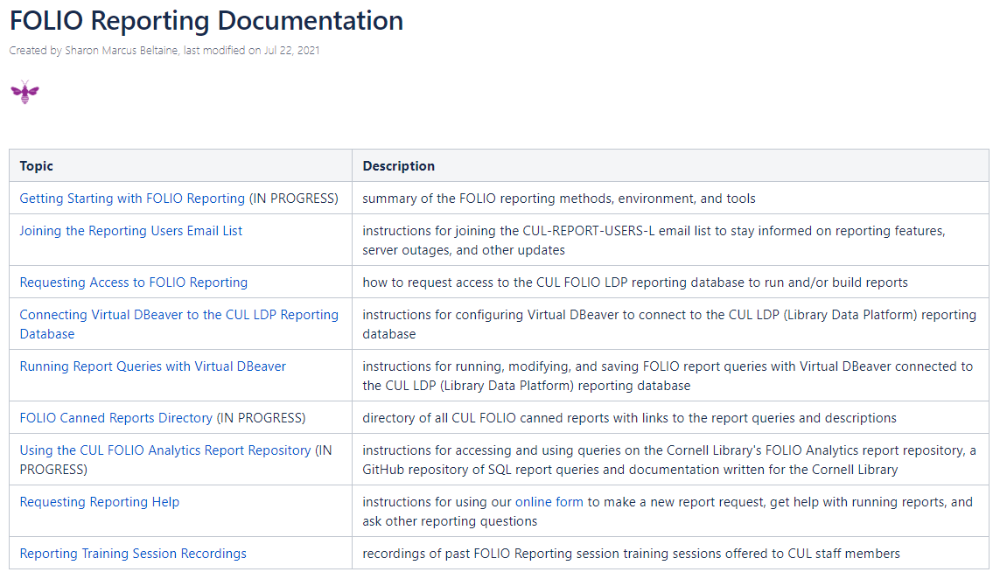 FOLIO Reporting Documentation
Created by Sharon Marcus Beltaine, last modified on Jul 22, 2021
Topic
Description
Getting Starting with FOLIO Reporting (IN PROGRESS)
summary of the FOLIO reporting methods, environment, and tools
Joining the Reporting Users Email List
instructions for joining the CUL-REPORT-USERS-L email list to stay informed on reporting features,
server outages, and other updates
Requesting Access to FOLIO Reporting
how to request access to the CUL FOLIO LDP reporting database to run and/or build reports
Connecting Virtual DBeaver to the CUL LDP Reporting
Database
instructions for configuring Virtual DBeaver to connect to the CUL LDP (Library Data Platform) reporting
database
Running Report Queries with Virtual DBeaver
instructions for running, modifying, and saving FOLIO report queries with Virtual DBeaver connected to
the CUL LDP (Library Data Platform) reporting database
FOLIO Canned Reports Directory (IN PROGRESS)
directory of all CUL FOLIO canned reports with links to the report queries and descriptions
Using the CUL FOLIO Analytics Report Repository (IN
PROGRESS)
instructions for accessing and using queries on the Cornell Library's FOLIO Analytics report repository, a
GitHub repository of SQL report queries and documentation written for the Cornell Library
Requesting Reporting Help
instructions for using our online form to make a new report request, get help with running reports, and
ask other reporting questions
Reporting Training Session Recordings
recordings of past FOLIO Reporting session training sessions offered to CUL staff members